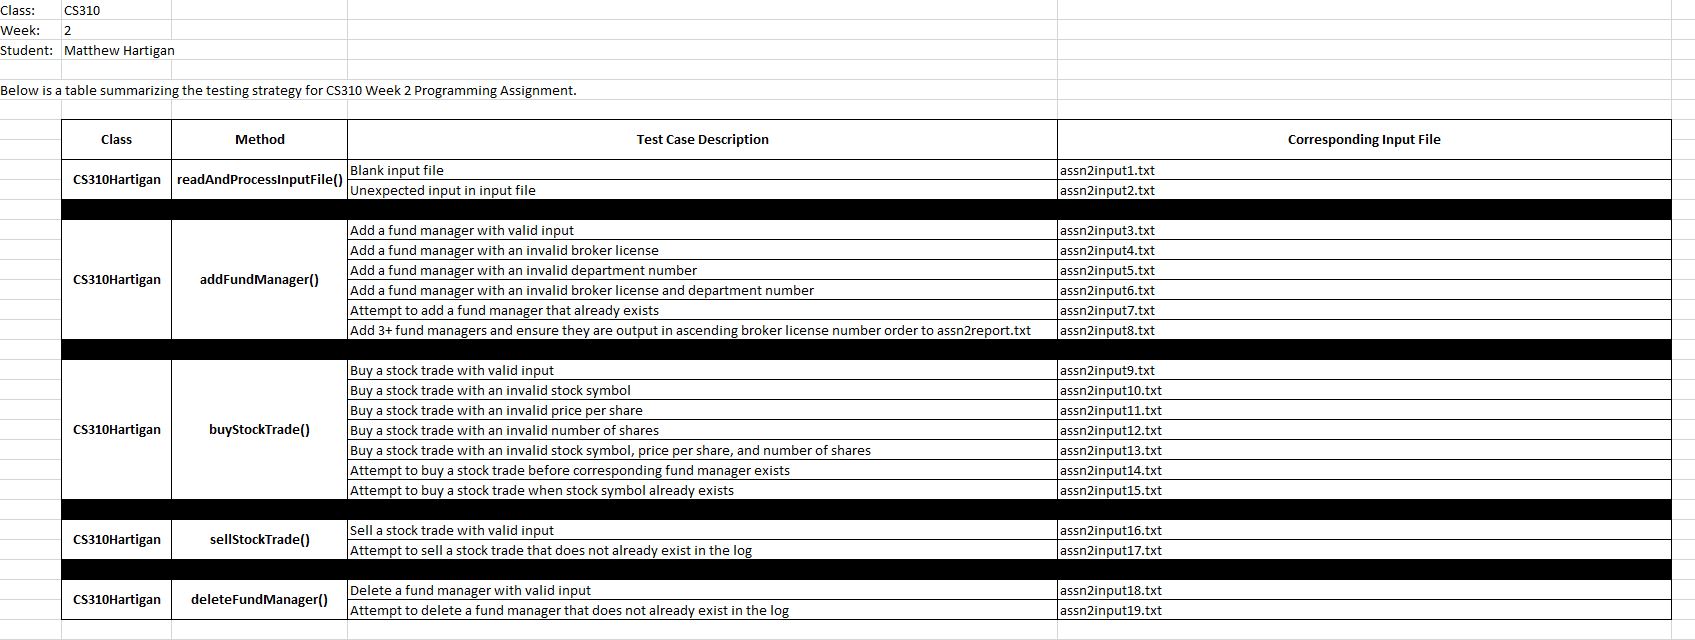 Class: CS310
Week: 2
Student: Matthew Hartigan
Below is a table summarizing the testing strategy for CS310 Week 2 Programming Assignment.
Class Method Test Case Description Corresponding Input File
CS310Hartigan readAndProcessInputFile()
Blank input file assn2input1.txt
Unexpected input in input file assn2input2.txt
CS310Hartigan addFundManager()
Add a fund manager with valid input assn2input3.txt
Add a fund manager with an invalid broker license assn2input4.txt
Add a fund manager with an invalid department number assn2input5.txt
Add a fund manager with an invalid broker license and department number assn2input6.txt
Attempt to add a fund manager that already exists assn2input7.txt
Add 3+ fund managers and ensure they are output in ascending broker license number order to assn2report.txt assn2input8.txt
CS310Hartigan buyStockTrade()
Buy a stock trade with valid input assn2input9.txt
Buy a stock trade with an invalid stock symbol assn2input10.txt
Buy a stock trade with an invalid price per share assn2input11.txt
Buy a stock trade with an invalid number of shares assn2input12.txt
Buy a stock trade with an invalid stock symbol, price per share, and number of shares assn2input13.txt
Attempt to buy a stock trade before corresponding fund manager exists assn2input14.txt
Attempt to buy a stock trade when stock symbol already exists assn2input15.txt
CS310Hartigan sellStockTrade()
Sell a stock trade with valid input assn2input16.txt
Attempt to sell a stock trade that does not already exist in the log assn2input17.txt
CS310Hartigan deleteFundManager()
Delete a fund manager with valid input assn2input18.txt
Attempt to delete a fund manager that does not already exist in the log assn2input19.txt